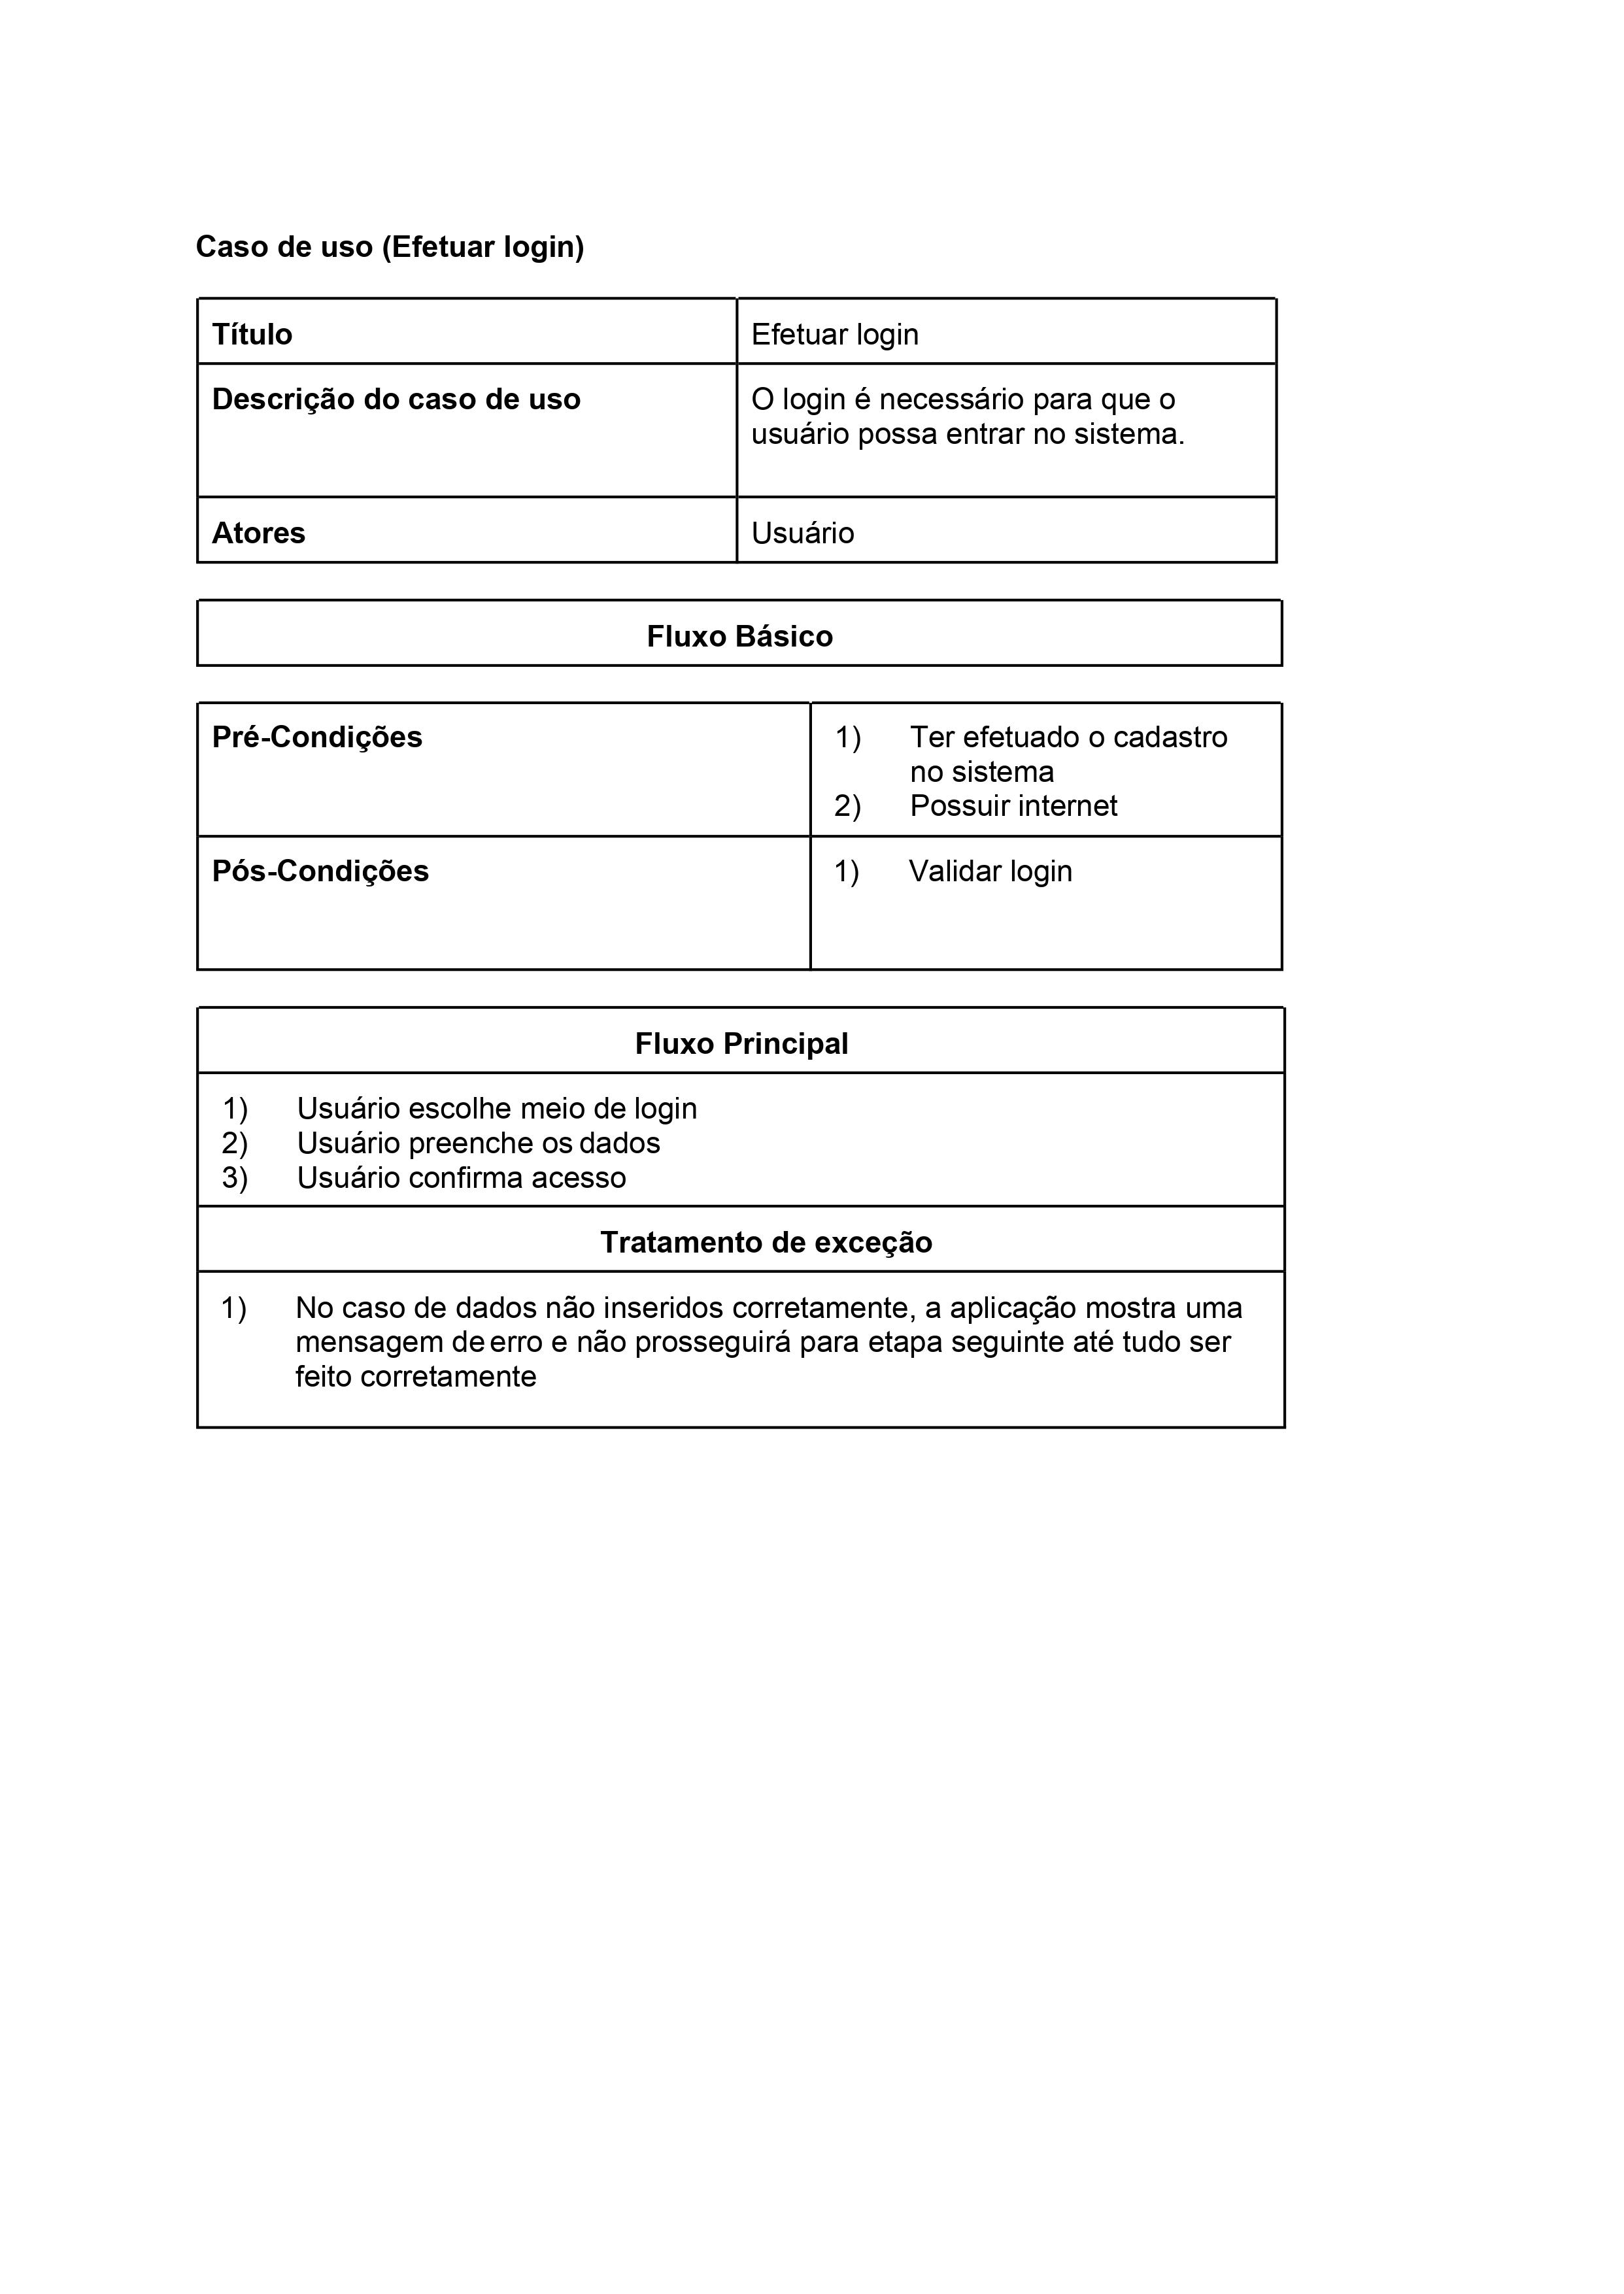 Caso de uso (Efetuar login)
Título
Efetuar login
Descrição do caso de uso
O login é necessário para que o
usuário possa entrar no sistema.
Atores
Usuário
Fluxo Básico
Pré-Condições
1) Ter efetuado o cadastro
no sistema
2) Possuir internet
Pós-Condições
1) Validar login
Fluxo Principal
1) Usuário escolhe meio de login
2) Usuário preenche os dados
3) Usuário confirma acesso
Tratamento de exceção
1) No caso de dados não inseridos corretamente, a aplicação mostra uma
mensagem de erro e não prosseguirá para etapa seguinte até tudo ser
feito corretamente